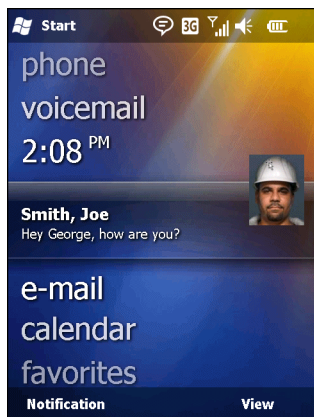 Start 3G
phone
voicemail
2:08 PM
Smith, Joe
Hey George, how are you?
e-mail
calendar
favorites
Notification View